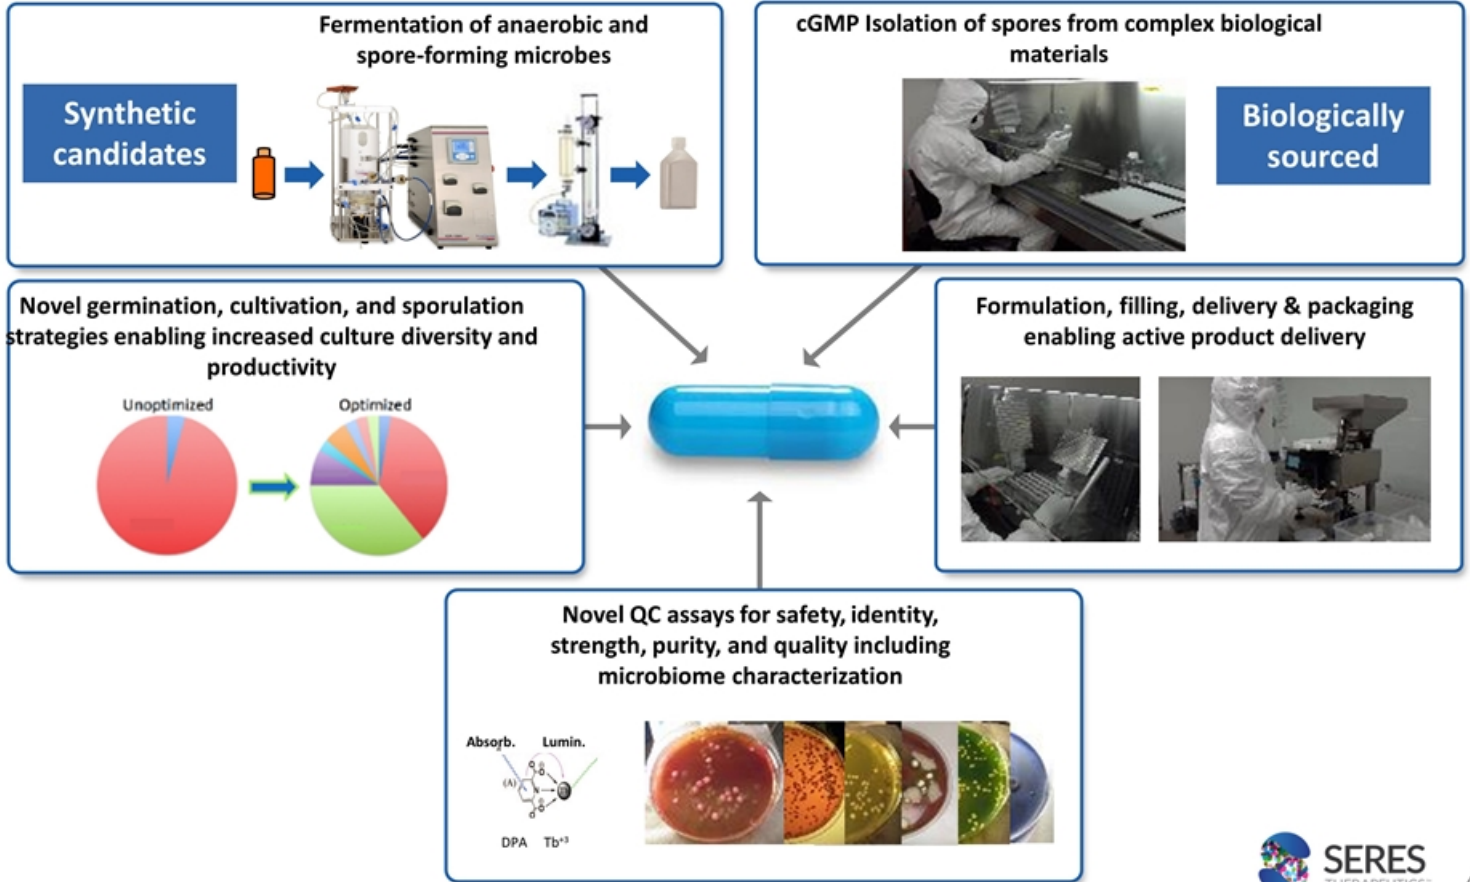 Fermentation of anaerobic and
spore-forming microbes
Synthetic
candidates
cGMP Isolation of spores from complex biological
materials
Biologically
sourced
Novel germination, cultivation, and sporulation
strategies enabling increased culture diversity and
productivity
Unoptimized
Optimized
Formulation, filling, delivery & packaging
enabling active product delivery
Novel QC assays for safety, identity,
strength, purity, and quality including
microbiome characterization
Absorb.
Lumin.
(A)
DPA
Tb⁺³
SERES
THERAPEUTICS